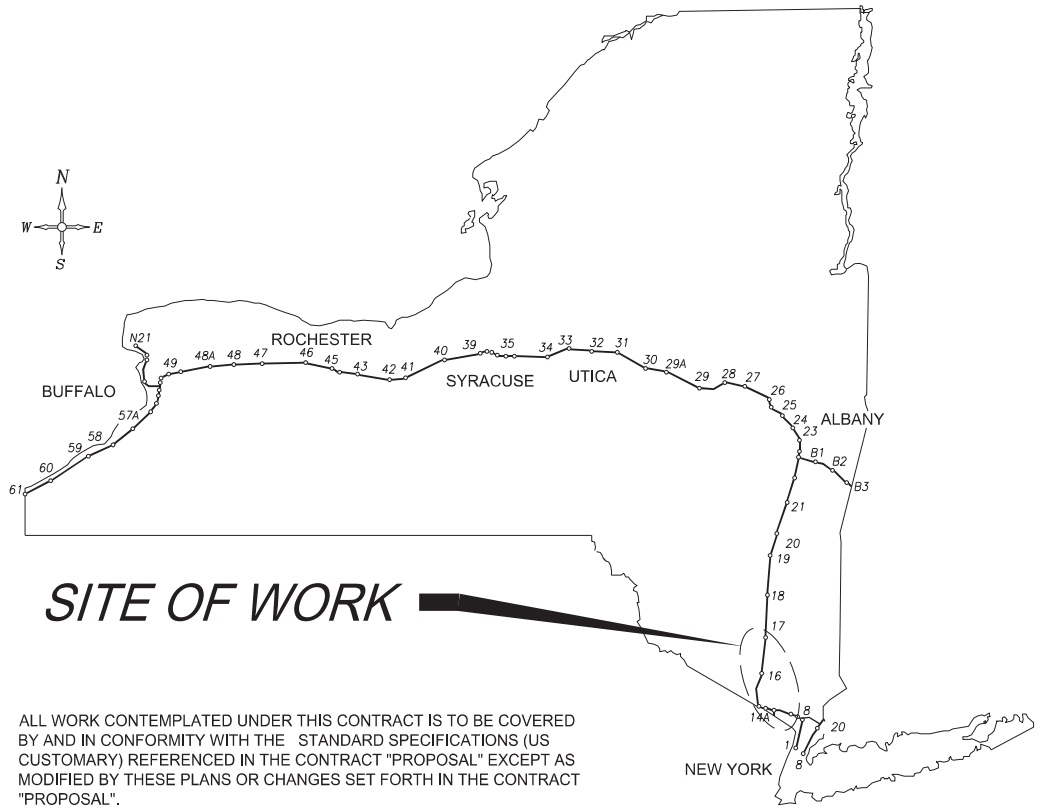 N
W E
S
N21
ROCHESTER
49 48A 48 47 46 45 43 42 41 40 39 35 34 33 32 31 30 29A 29 28 27 26
BUFFALO
SYRACUSE
UTICA
57A
25
ALBANY
24
58
23
59
B1
B2
60
B3
61
21
20
19
SITE OF WORK
18
17
16
14A
8
20
1
8
NEW YORK
ALL WORK CONTEMPLATED UNDER THIS CONTRACT IS TO BE COVERED
BY AND IN CONFORMITY WITH THE STANDARD SPECIFICATIONS (US
CUSTOMARY) REFERENCED IN THE CONTRACT "PROPOSAL" EXCEPT AS
MODIFIED BY THESE PLANS OR CHANGES SET FORTH IN THE CONTRACT
"PROPOSAL".